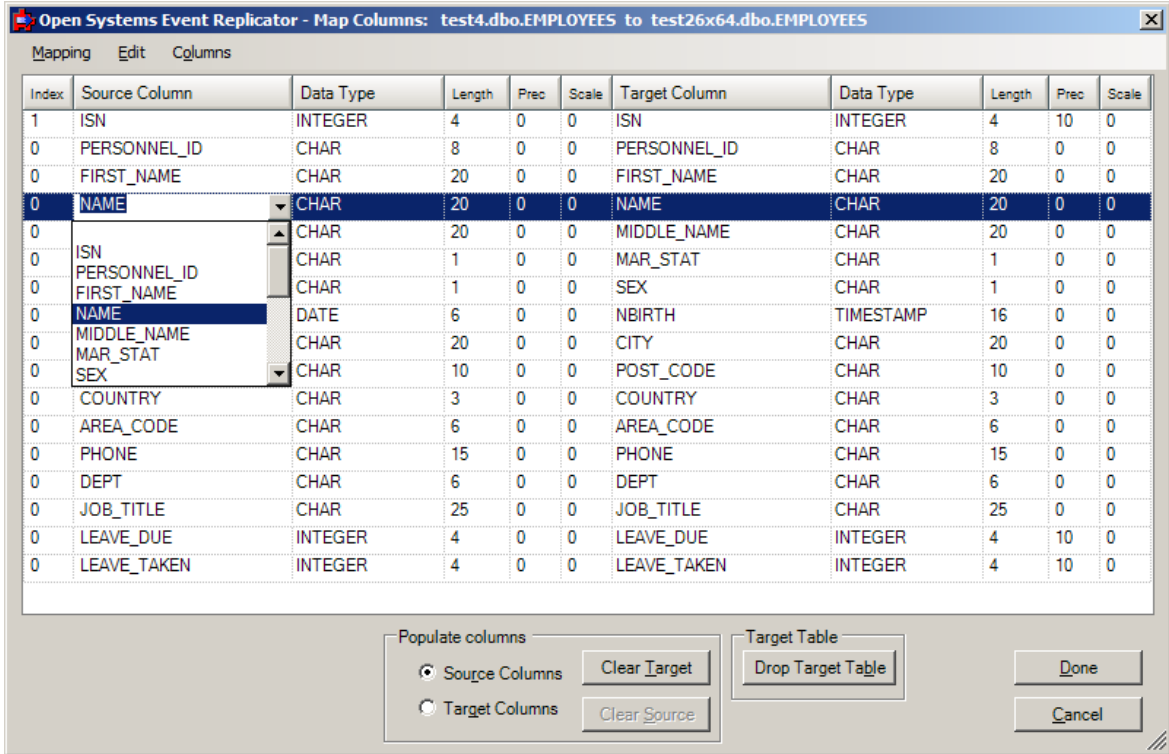 Open Systems Event Replicator - Map Columns: test4.dbo.EMPLOYEES to test26x64.dbo.EMPLOYEES
Mapping Edit Columns
Index Source Column Data Type Length Prec Scale Target Column Data Type Length Prec Scale
1 ISN INTEGER 4 0 0 ISN INTEGER 4 10 0
0 PERSONNEL_ID CHAR 8 0 0 PERSONNEL_ID CHAR 8 0 0
0 FIRST_NAME CHAR 20 0 0 FIRST_NAME CHAR 20 0 0
0 NAME CHAR 20 0 0 NAME CHAR 20 0 0
0 CHAR 20 0 0 MIDDLE_NAME CHAR 20 0 0
0 ISN CHAR 1 0 0 MAR_STAT CHAR 1 0 0
PERSONNEL_ID
0 FIRST_NAME CHAR 1 0 0 SEX CHAR 1 0 0
0 NAME DATE 6 0 0 NBIRTH TIMESTAMP 16 0 0
0 MIDDLE_NAME CHAR 20 0 0 CITY CHAR 20 0 0
MAR_STAT
0 SEX CHAR 10 0 0 POST_CODE CHAR 10 0 0
0 COUNTRY CHAR 3 0 0 COUNTRY CHAR 3 0 0
0 AREA_CODE CHAR 6 0 0 AREA_CODE CHAR 6 0 0
0 PHONE CHAR 15 0 0 PHONE CHAR 15 0 0
0 DEPT CHAR 6 0 0 DEPT CHAR 6 0 0
0 JOB_TITLE CHAR 25 0 0 JOB_TITLE CHAR 25 0 0
0 LEAVE_DUE INTEGER 4 0 0 LEAVE_DUE INTEGER 4 10 0
0 LEAVE_TAKEN INTEGER 4 0 0 LEAVE_TAKEN INTEGER 4 10 0
Populate columns Target Table
Source Columns Clear Target Drop Target Table Done
Target Columns Clear Source Cancel